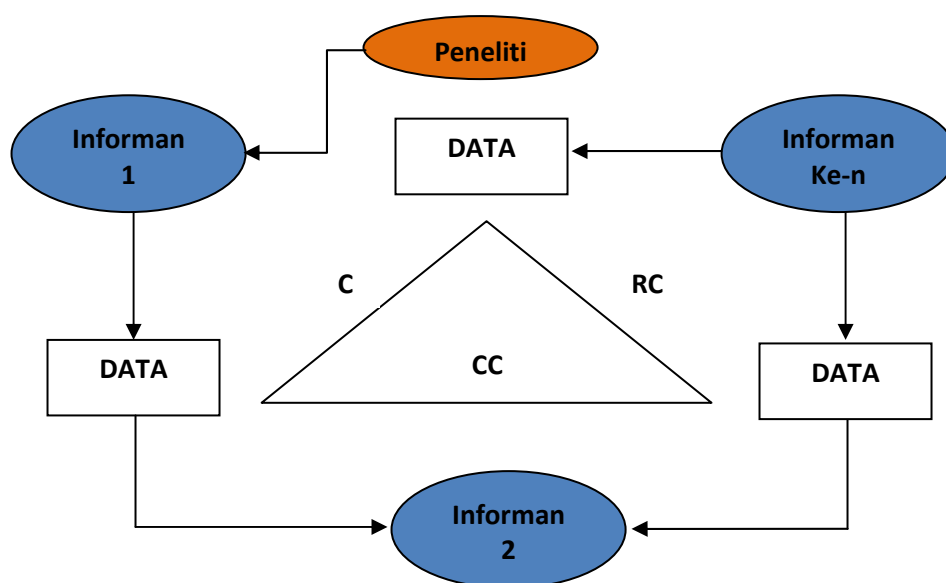 Peneliti
Informan
1
DATA
Informan
Ke-n
C
RC
DATA
CC
DATA
Informan
2